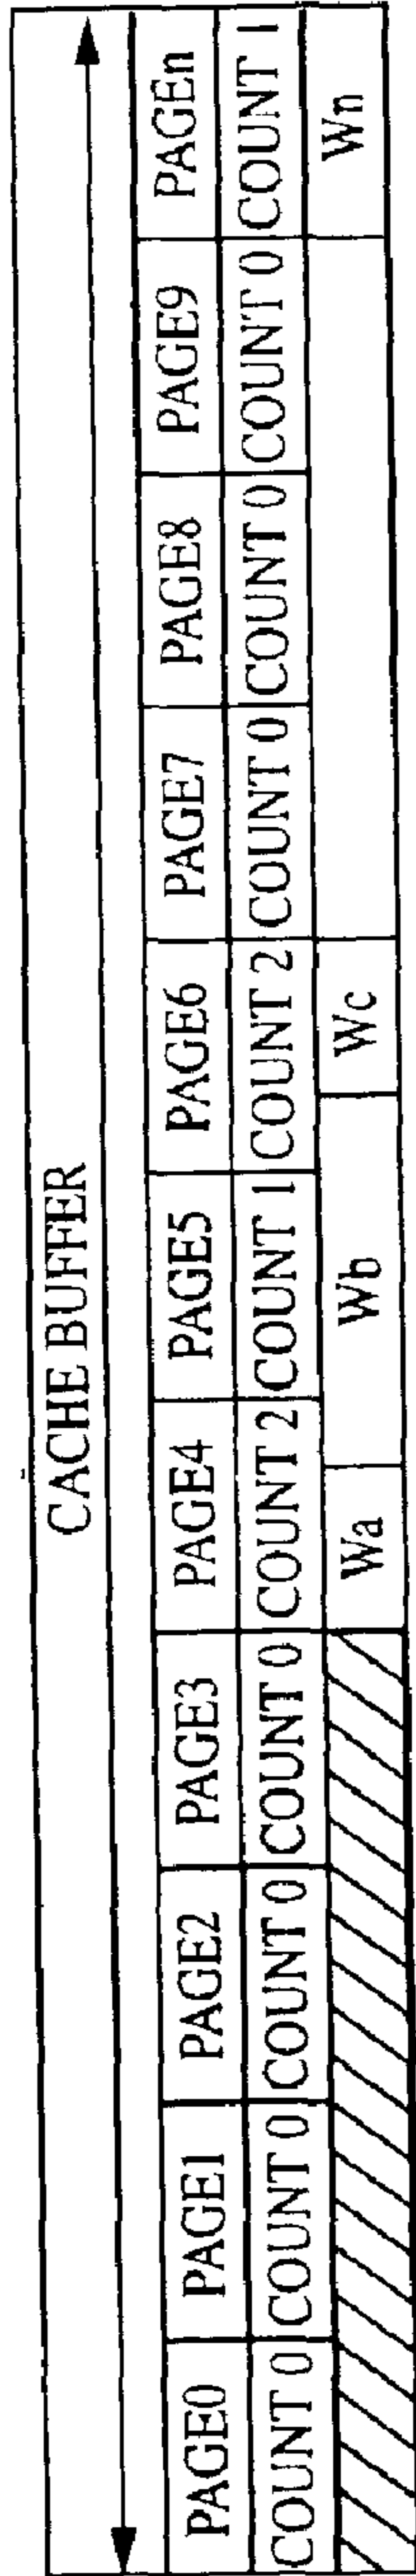 CACHE BUFFER
PAGE0 PAGE1 PAGE2 PAGE3 PAGE4 PAGE5 PAGE6 PAGE7 PAGE8 PAGE9 PAGEn
COUNT 0 COUNT 0 COUNT 0 COUNT 0 COUNT 2 COUNT 1 COUNT 2 COUNT 0 COUNT 0 COUNT 0 COUNT 1
Wa Wb Wc Wn